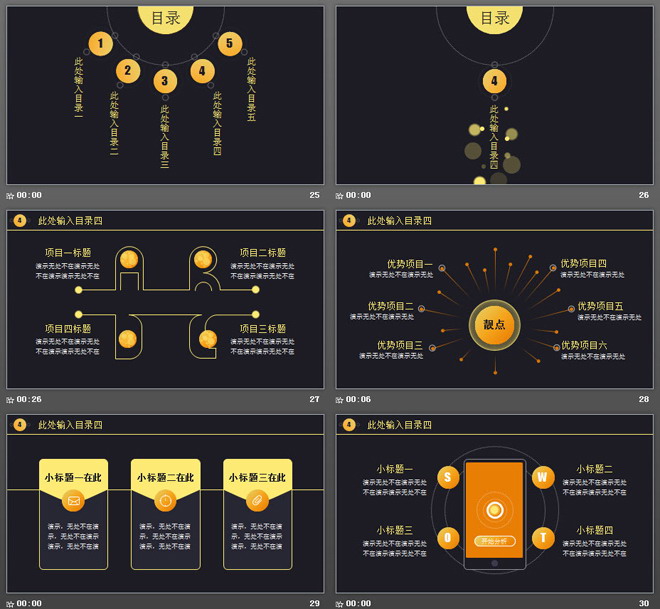 目录
1
2
3
4
5
此处输入目录一
此处输入目录二
此处输入目录三
此处输入目录四
此处输入目录五
00:00
25
目录
4
此处输入目录四
00:00
26
4
此处输入目录四
项目一标题
演示无处不在演示无处
不在演示演示无处不在
项目二标题
演示无处不在演示无处
不在演示演示无处不在
项目四标题
演示无处不在演示无处
不在演示演示无处不在
项目三标题
演示无处不在演示无处
不在演示演示无处不在
00:26
27
4
此处输入目录四
优势项目一
演示无处不在演示无处
优势项目四
演示无处不在演示无处
优势项目二
演示无处不在演示无处
靓点
优势项目五
演示无处不在演示无处
优势项目三
演示无处不在演示无处
优势项目六
演示无处不在演示无处
00:06
28
4
此处输入目录四
小标题一在此
演示、无处不在演
示、无处不在演
示、无处不在演
小标题二在此
演示、无处不在演
示、无处不在演
示、无处不在演
小标题三在此
演示、无处不在演
示、无处不在演
示、无处不在演
00:00
29
4
此处输入目录四
小标题一
演示无处不在演示无处
不在演示演示无处不在
S
W
小标题二
演示无处不在演示无处
不在演示演示无处不在
小标题三
演示无处不在演示无处
不在演示演示无处不在
O
T
小标题四
演示无处不在演示无处
不在演示演示无处不在
开始分析
00:00
30